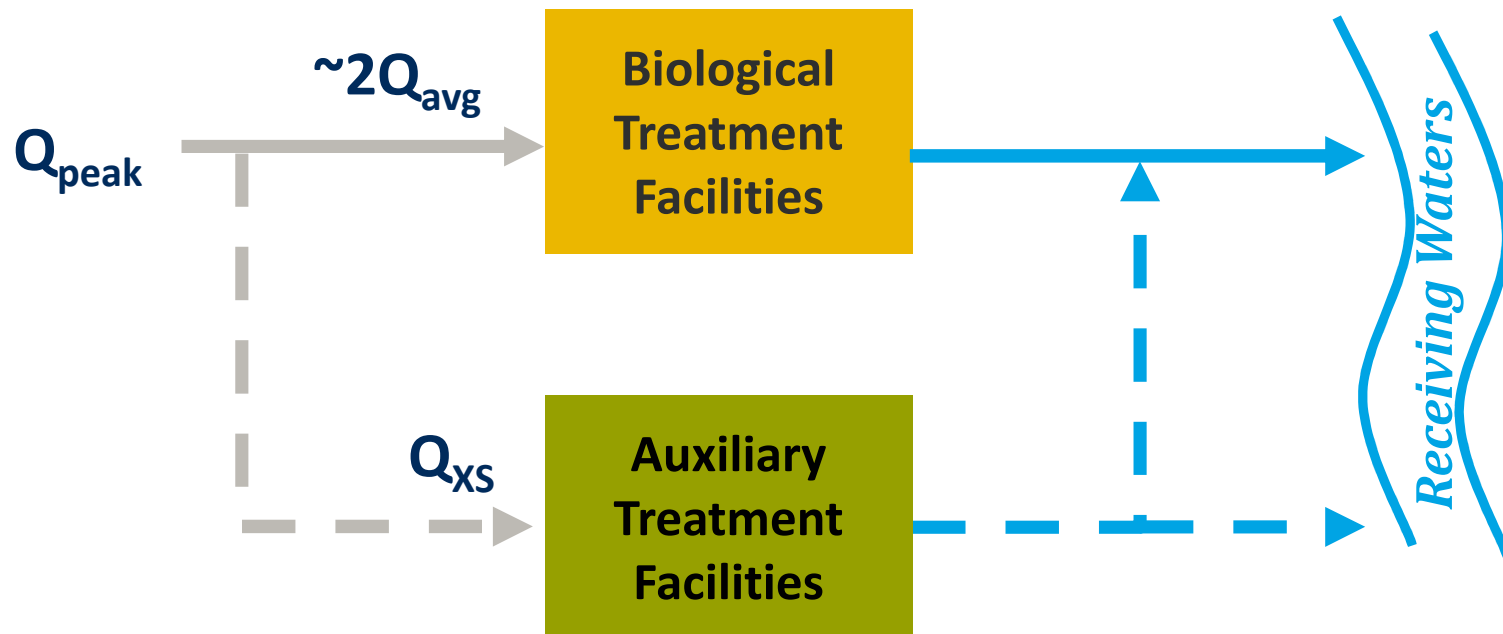 ~2Qavg
Qpeak
Biological
Treatment
Facilities
QXS
Auxiliary
Treatment
Facilities
Receiving Waters